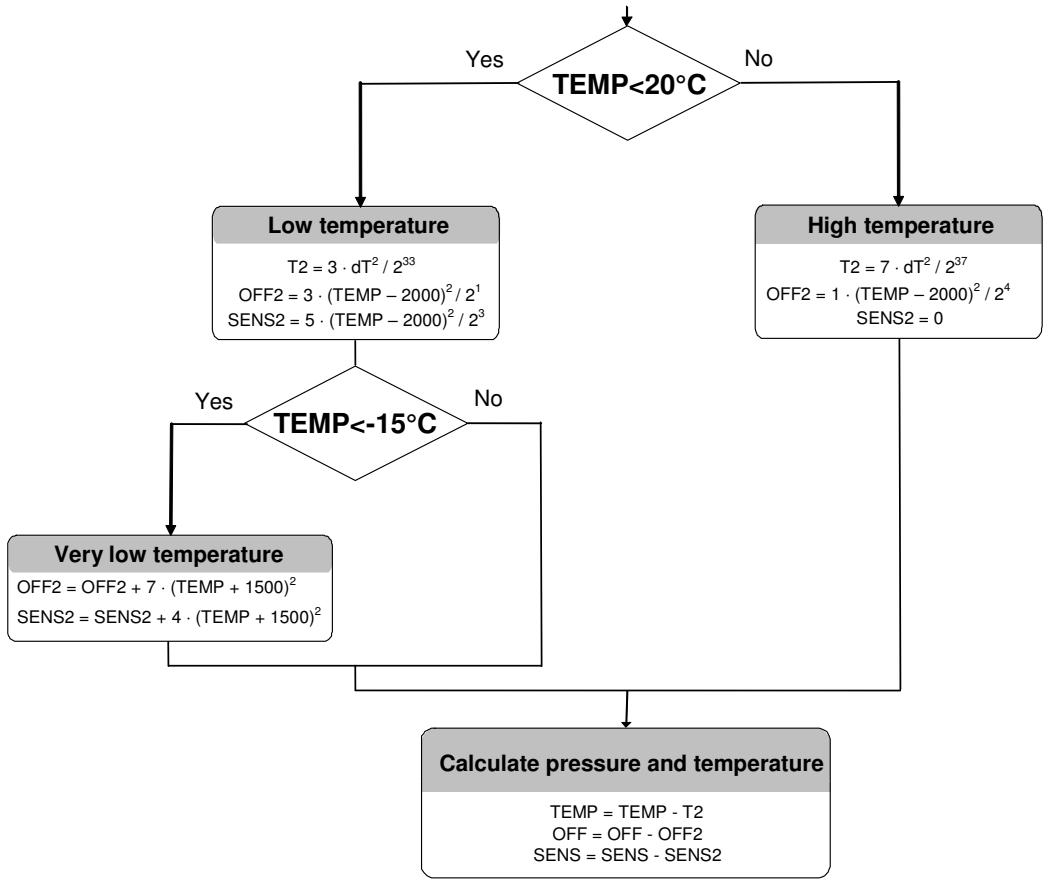 TEMP<20°C
Yes
No
Low temperature
T2 = 3 · dT² / 2³³
OFF2 = 3 · (TEMP – 2000)² / 2¹
SENS2 = 5 · (TEMP – 2000)² / 2³
High temperature
T2 = 7 · dT² / 2³⁷
OFF2 = 1 · (TEMP – 2000)² / 2⁴
SENS2 = 0
TEMP<-15°C
Yes
No
Very low temperature
OFF2 = OFF2 + 7 · (TEMP + 1500)²
SENS2 = SENS2 + 4 · (TEMP + 1500)²
Calculate pressure and temperature
TEMP = TEMP - T2
OFF = OFF - OFF2
SENS = SENS - SENS2